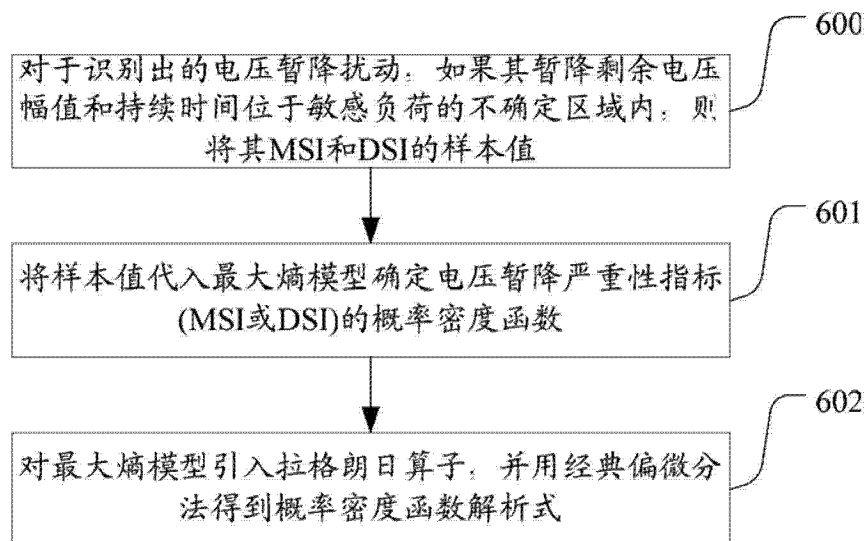 600
对于识别出的电压暂降扰动，如果其暂降剩余电压
幅值和持续时间位于敏感负荷的不确定区域内，则
将其MSI和DSI的样本值
601
将样本值代入最大熵模型确定电压暂降严重性指标
(MSI或DSI)的概率密度函数
602
对最大熵模型引入拉格朗日算子，并用经典偏微分
法得到概率密度函数解析式